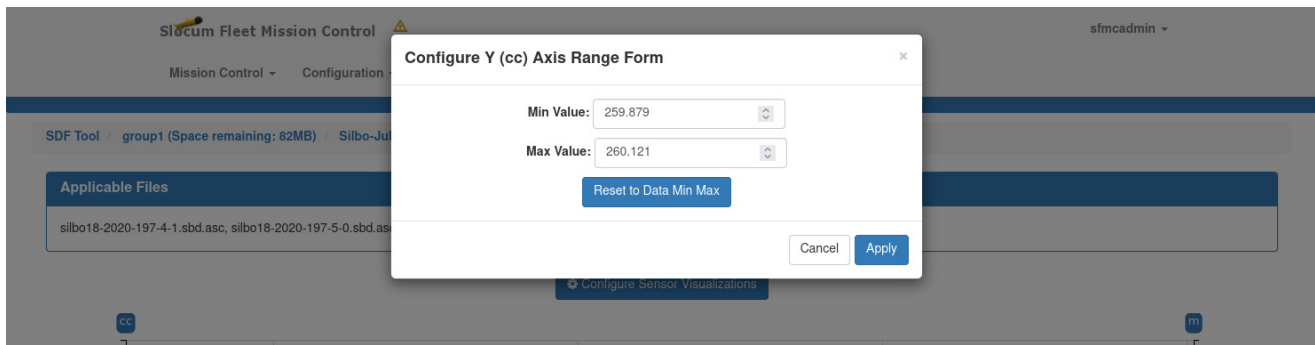 Slocum Fleet Mission Control
sfmcadmin
Mission Control
Configuration
Configure Y (cc) Axis Range Form
×
Min Value: 259.879
Max Value: 260.121
Reset to Data Min Max
Cancel
Apply
SDF Tool / group1 (Space remaining: 82MB) / Silbo-Jul
Applicable Files
silbo18-2020-197-4-1.sbd.asc, silbo18-2020-197-5-0.sbd.as
Configure Sensor Visualizations
cc
m